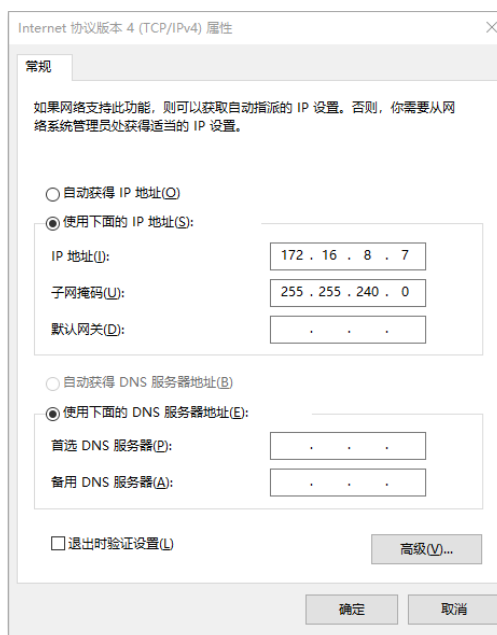 Internet 协议版本 4 (TCP/IPv4) 属性
常规
如果网络支持此功能，则可以获取自动指派的 IP 设置。否则，你需要从网
络系统管理员处获得适当的 IP 设置。
自动获得 IP 地址(O)
使用下面的 IP 地址(S):
IP 地址(I):
172 . 16 . 8 . 7
子网掩码(U):
255 . 255 . 240 . 0
默认网关(D):
. . .
自动获得 DNS 服务器地址(B)
使用下面的 DNS 服务器地址(E):
首选 DNS 服务器(P):
. . .
备用 DNS 服务器(A):
. . .
退出时验证设置(L)
高级(V)...
确定
取消